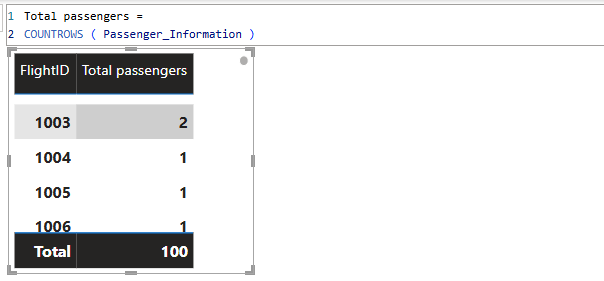 1 Total passengers =
2 COUNTROWS ( Passenger_Information )
FlightID Total passengers
1003 2
1004 1
1005 1
1006 1
Total 100